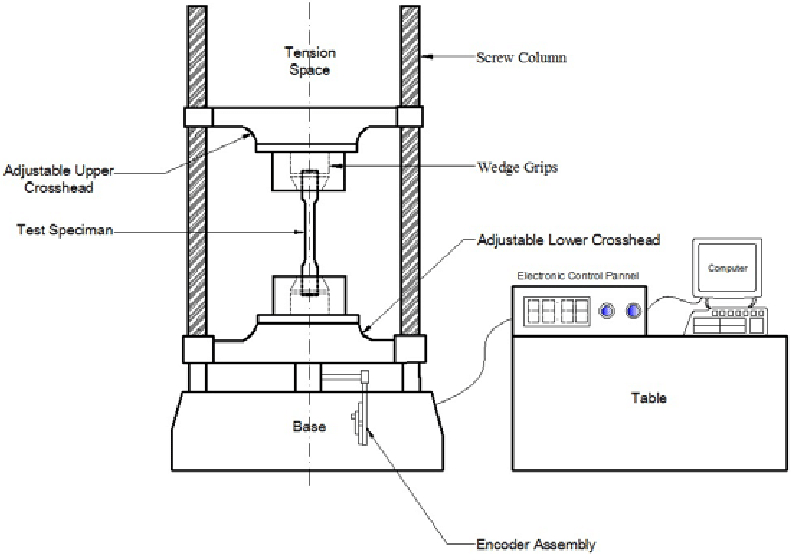 Tension
Space
Screw Column
Adjustable Upper
Crosshead
Wedge Grips
Test Speciman
Adjustable Lower Crosshead
Electronic Control Pannel
Computer
Base
Table
Encoder Assembly